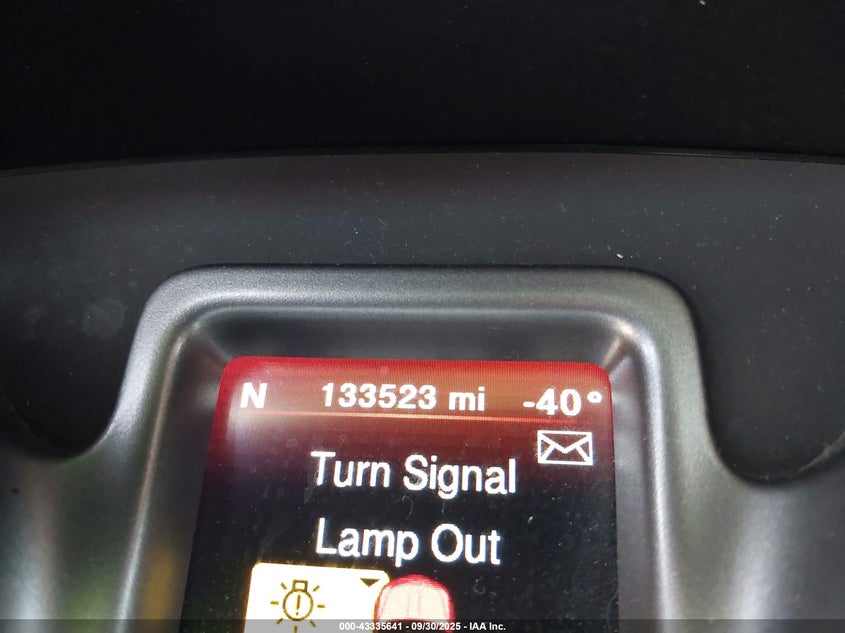 N 133523 mi -40°
Turn Signal
Lamp Out
000-43335641 - 09/30/2025 - IAA Inc.